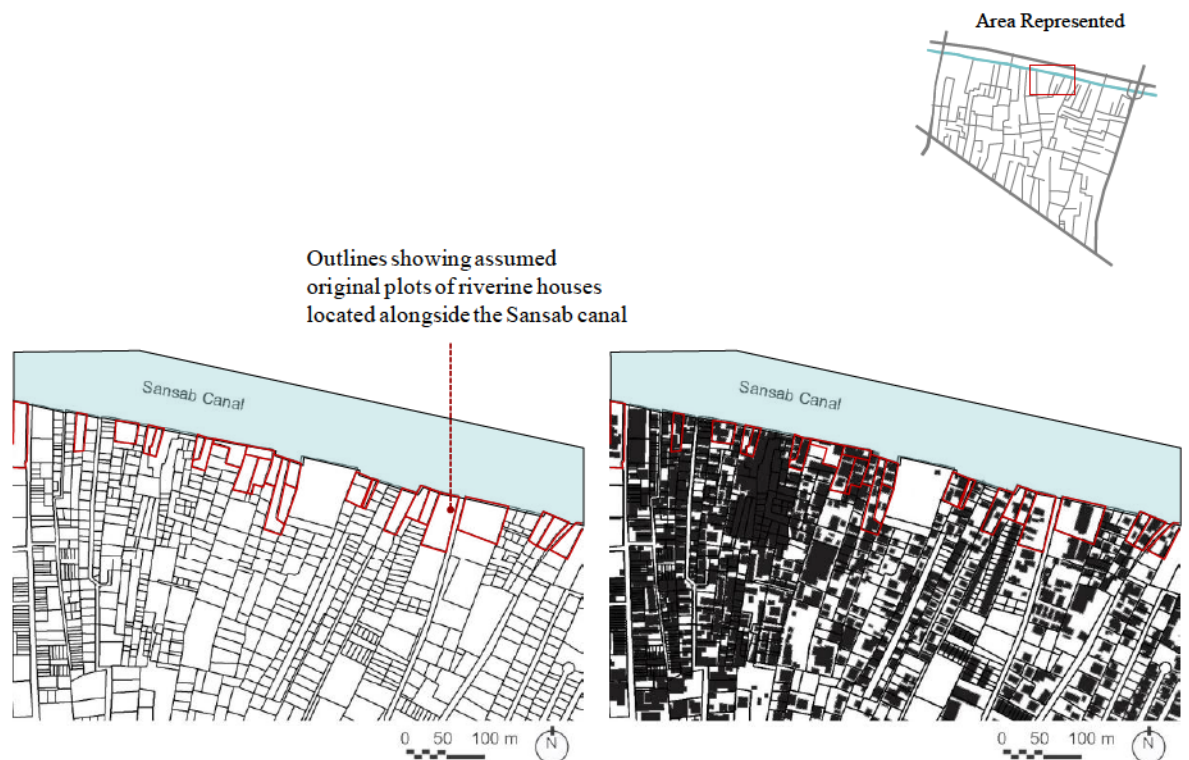 Area Represented
Outlines showing assumed
original plots of riverine houses
located alongside the Sansab canal
Sansab Canal
Sansab Canal
0 50 100 m
N
0 50 100 m
N